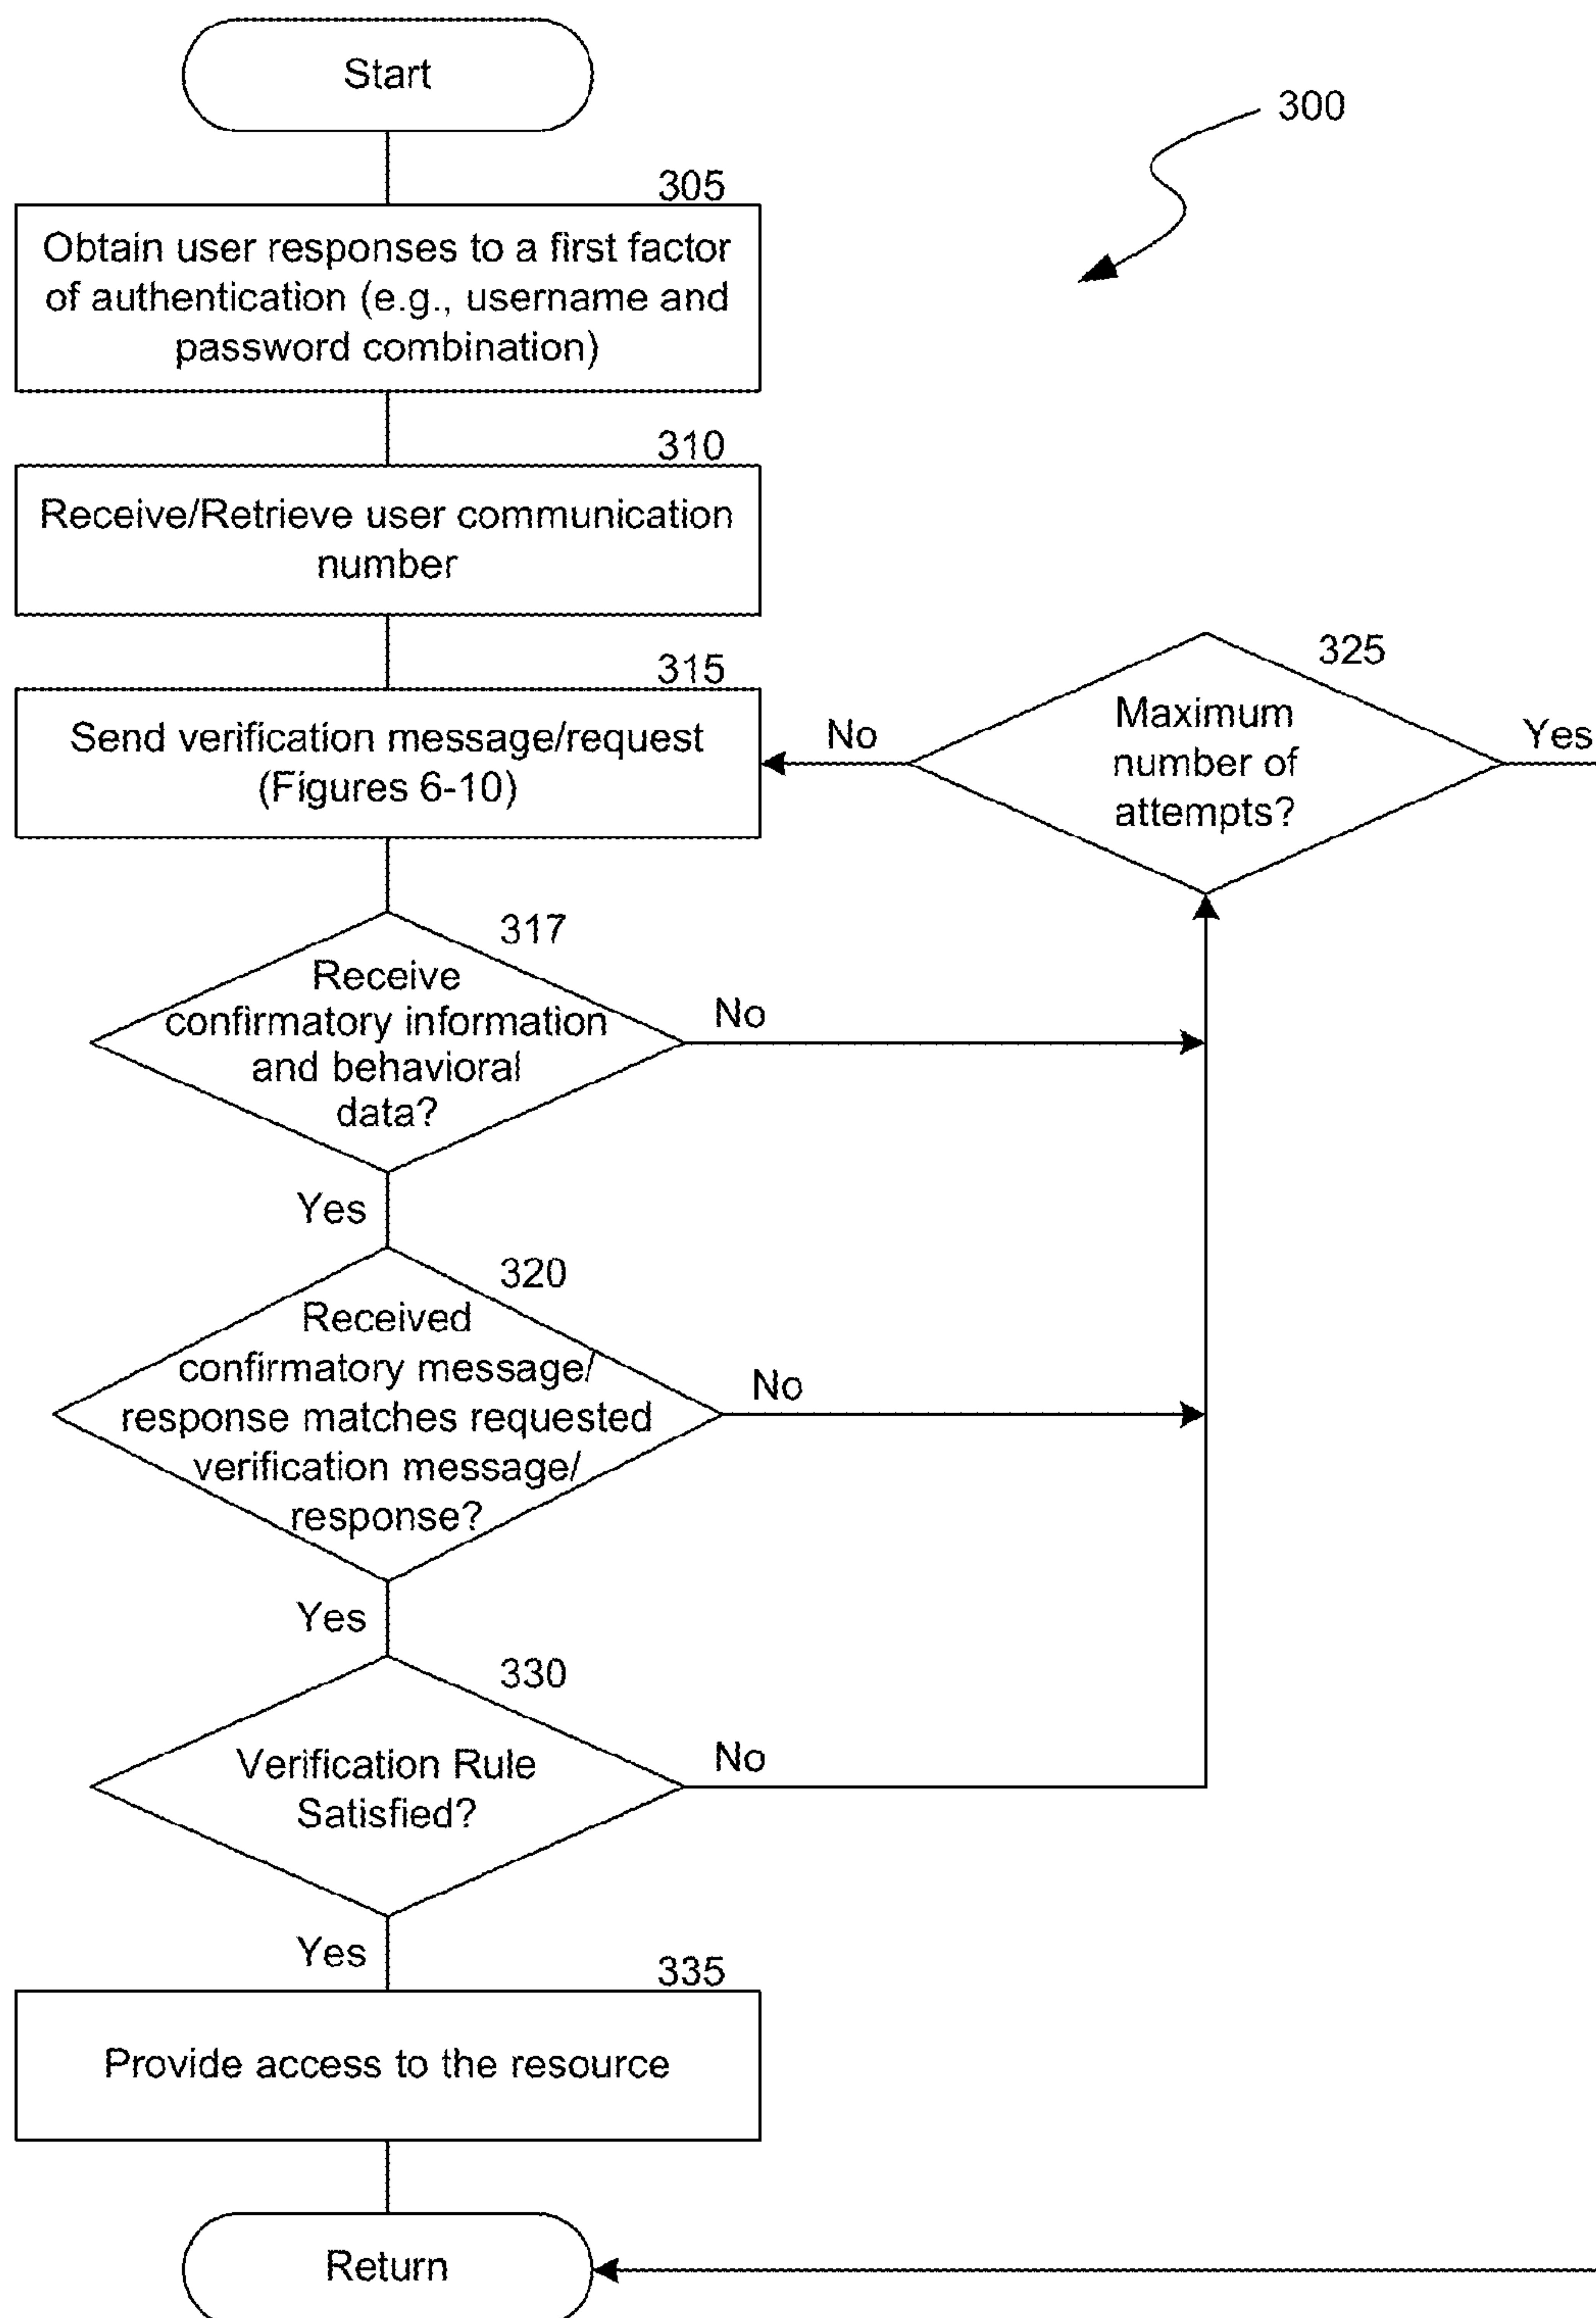 Start
300
305
Obtain user responses to a first factor
of authentication (e.g., username and
password combination)
310
Receive/Retrieve user communication
number
315
Send verification message/request
(Figures 6-10)
325
Maximum
number of
attempts?
No
Yes
317
Receive
confirmatory information
and behavioral
data?
No
Yes
320
Received
confirmatory message/
response matches requested
verification message/
response?
No
Yes
330
Verification Rule
Satisfied?
No
Yes
335
Provide access to the resource
Return